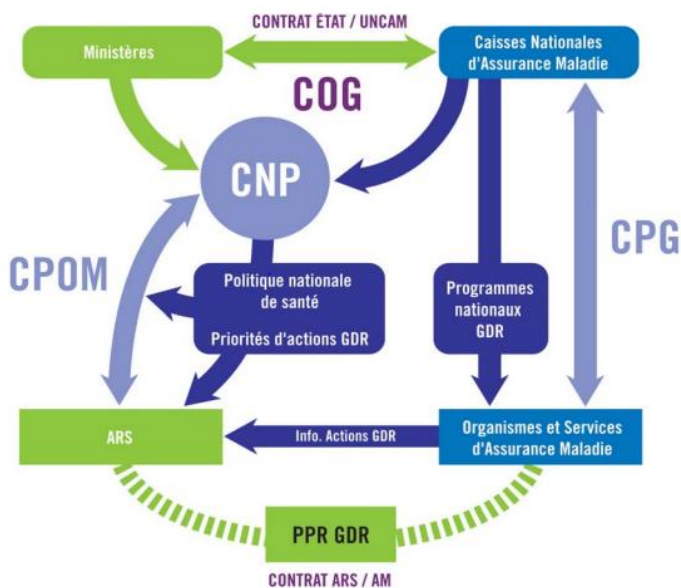 CONTRAT ÉTAT / UNCAM
Ministères
Caisses Nationales
d'Assurance Maladie
COG
CNP
CPOM
CPG
Politique nationale
de santé
Priorités d'actions GDR
Programmes
nationaux
GDR
ARS
Info. Actions GDR
Organismes et Services
d'Assurance Maladie
PPR GDR
CONTRAT ARS / AM